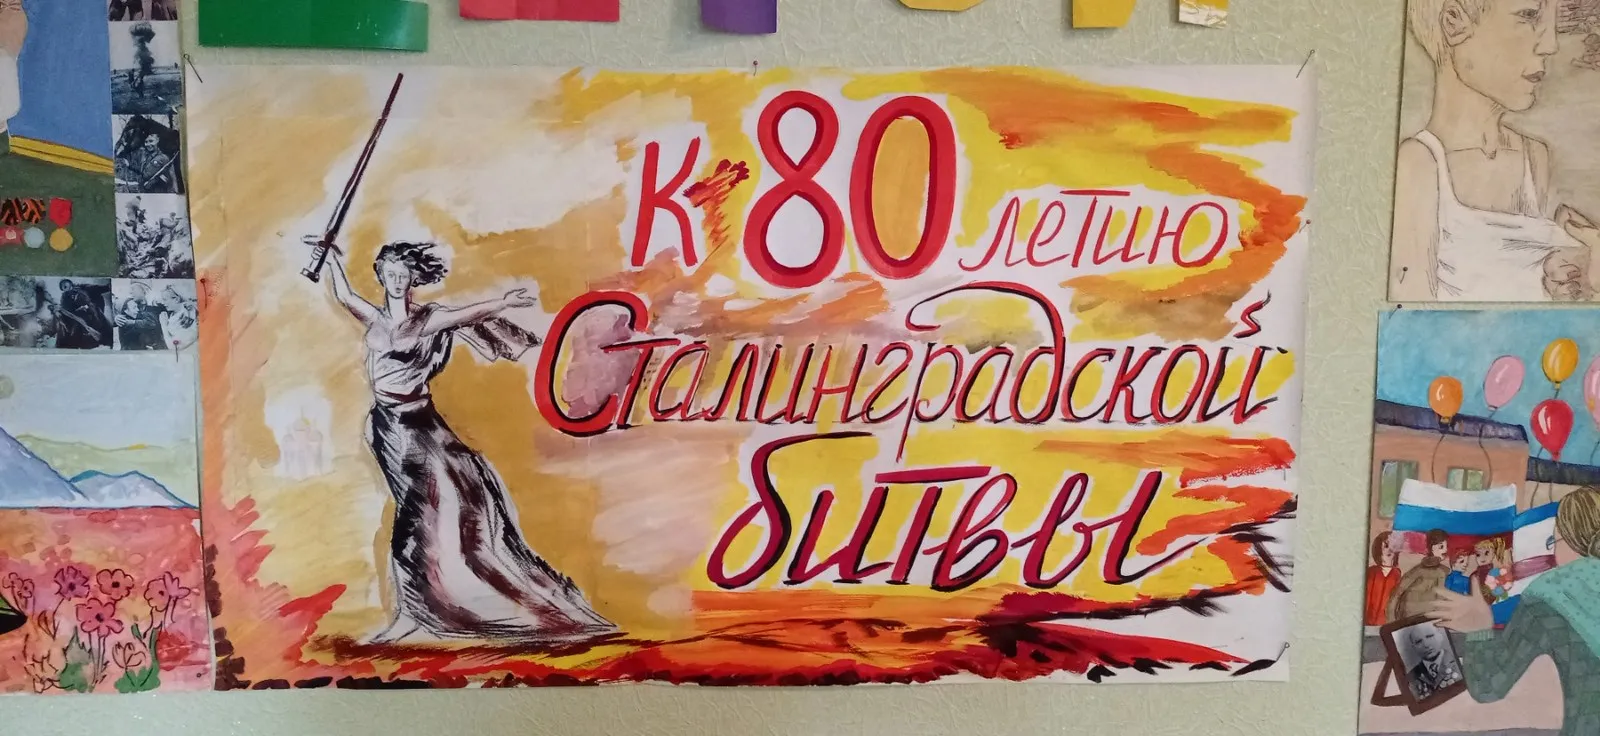 К 80 летию
Сталинградской
битвы